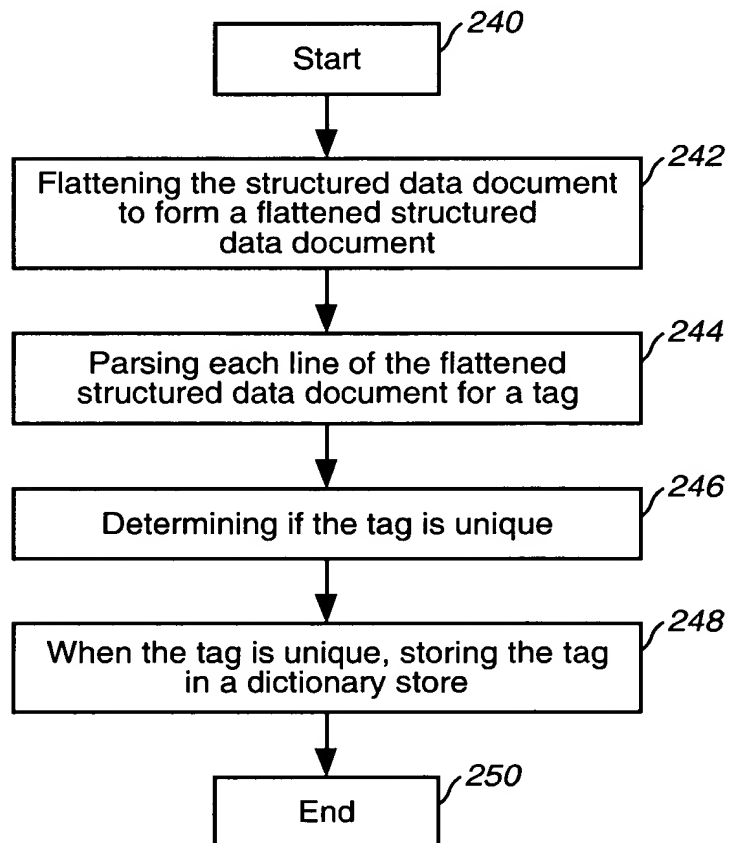 240
Start
242
Flattening the structured data document
to form a flattened structured
data document
244
Parsing each line of the flattened
structured data document for a tag
246
Determining if the tag is unique
248
When the tag is unique, storing the tag
in a dictionary store
250
End